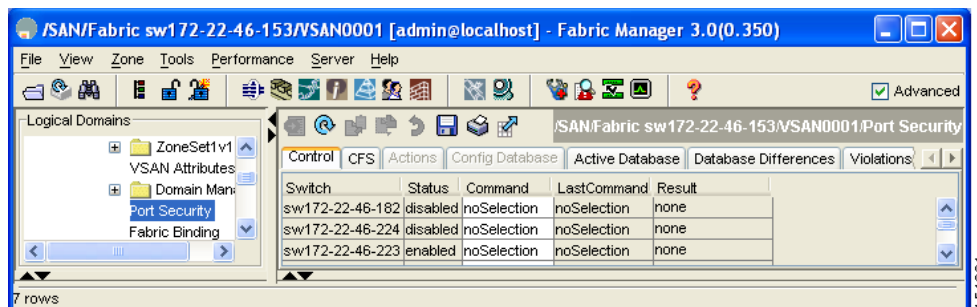 /SAN/Fabric sw172-22-46-153/VSAN0001 [admin@localhost] - Fabric Manager 3.0(0.350)
File View Zone Tools Performance Server Help
Advanced
Logical Domains
/SAN/Fabric sw172-22-46-153/VSAN0001/Port Security
ZoneSet1v1
VSAN Attributes
Domain Mana
Port Security
Fabric Binding
Control CFS Actions Config Database Active Database Database Differences Violations
Switch Status Command LastCommand Result
sw172-22-46-182 disabled noSelection noSelection none
sw172-22-46-224 disabled noSelection noSelection none
sw172-22-46-223 enabled noSelection noSelection none
7 rows